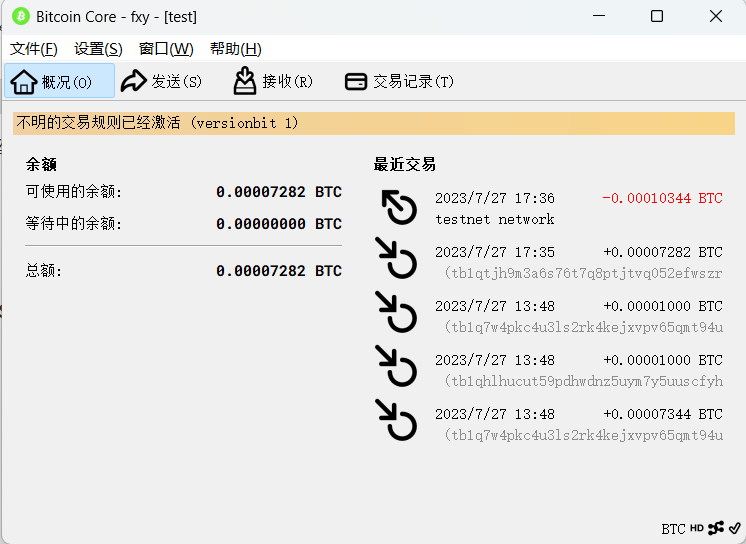 Bitcoin Core - fxy - [test]
文件(F) 设置(S) 窗口(W) 帮助(H)
概况(O) 发送(S) 接收(R) 交易记录(T)
不明的交易规则已经激活 (versionbit 1)
余额
可使用的余额: 0.00007282 BTC
等待中的余额: 0.00000000 BTC
总额: 0.00007282 BTC
最近交易
2023/7/27 17:36 -0.00010344 BTC
testnet network
2023/7/27 17:35 +0.00007282 BTC
(tb1qtjh9m3a6s76t7q8ptjtvq052efwszr
2023/7/27 13:48 +0.00001000 BTC
(tb1q7w4pkc4u3ls2rk4kejxvpv65qmt94u
2023/7/27 13:48 +0.00001000 BTC
(tb1qhlhucut59pdhwdnz5uym7y5uuscfyh
2023/7/27 13:48 +0.00007344 BTC
(tb1q7w4pkc4u3ls2rk4kejxvpv65qmt94u
BTC HD